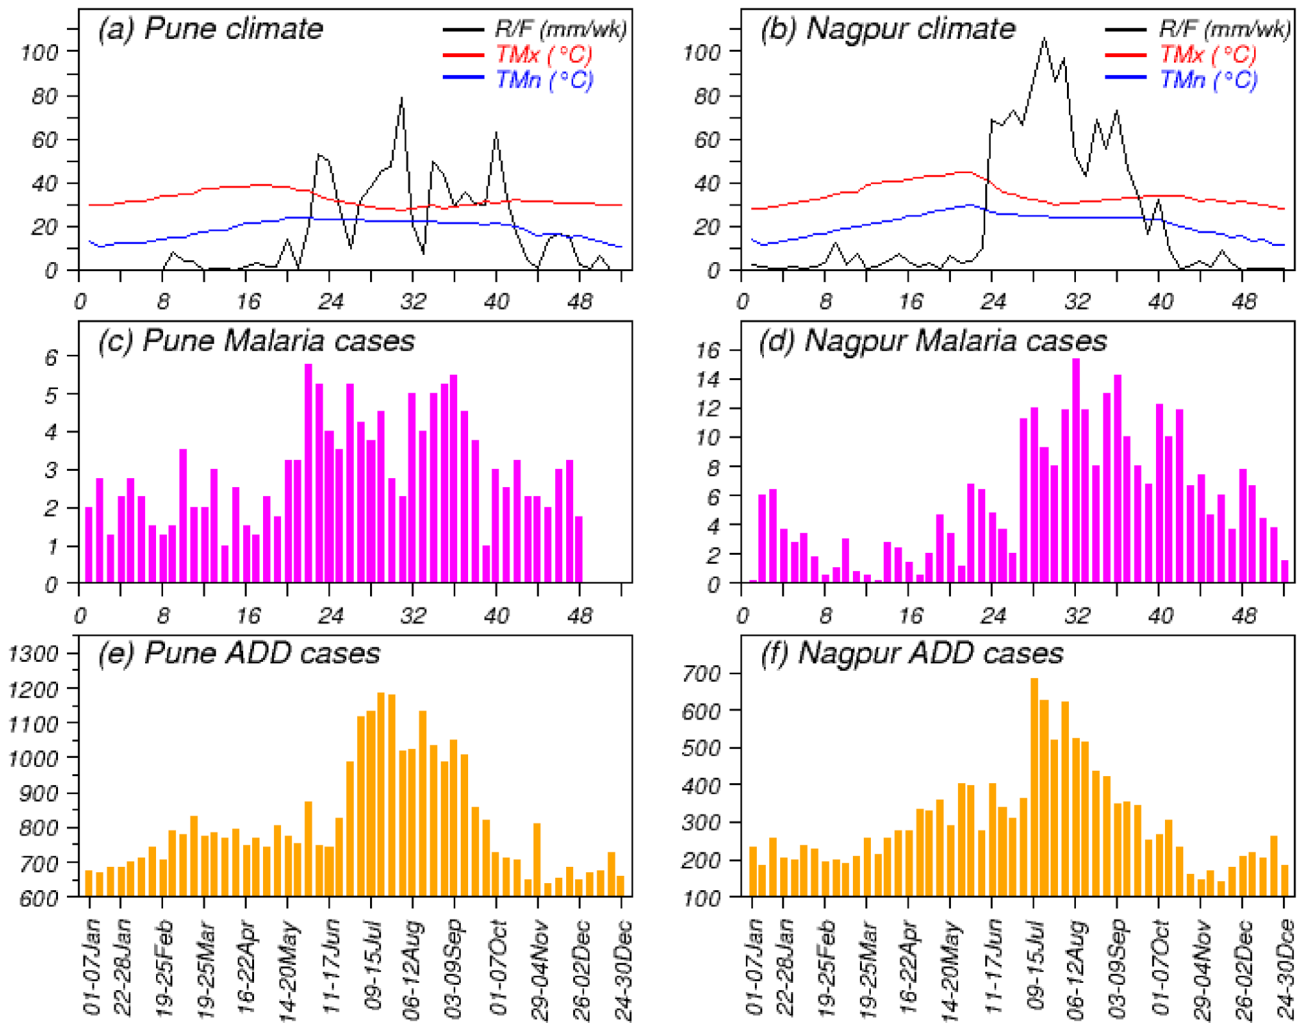 (a) Pune climate
R/F (mm/wk)
TMx (°C)
TMn (°C)
100
80
60
40
20
0
0 8 16 24 32 40 48
(b) Nagpur climate
R/F (mm/wk)
TMx (°C)
TMn (°C)
100
80
60
40
20
0
0 8 16 24 32 40 48
(c) Pune Malaria cases
6
5
4
3
2
1
0
0 8 16 24 32 40 48
(d) Nagpur Malaria cases
16
14
12
10
8
6
4
2
0
0 8 16 24 32 40 48
(e) Pune ADD cases
1300
1200
1100
1000
900
800
700
600
01-07Jan
22-28Jan
19-25Feb
19-25Mar
16-22Apr
14-20May
11-17Jun
09-15Jul
06-12Aug
03-09Sep
01-07Oct
29-04Nov
26-02Dec
24-30Dec
(f) Nagpur ADD cases
700
600
500
400
300
200
100
01-07Jan
22-28Jan
19-25Feb
19-25Mar
16-22Apr
14-20May
11-17Jun
09-15Jul
06-12Aug
03-09Sep
01-07Oct
29-04Nov
26-02Dec
24-30Dce